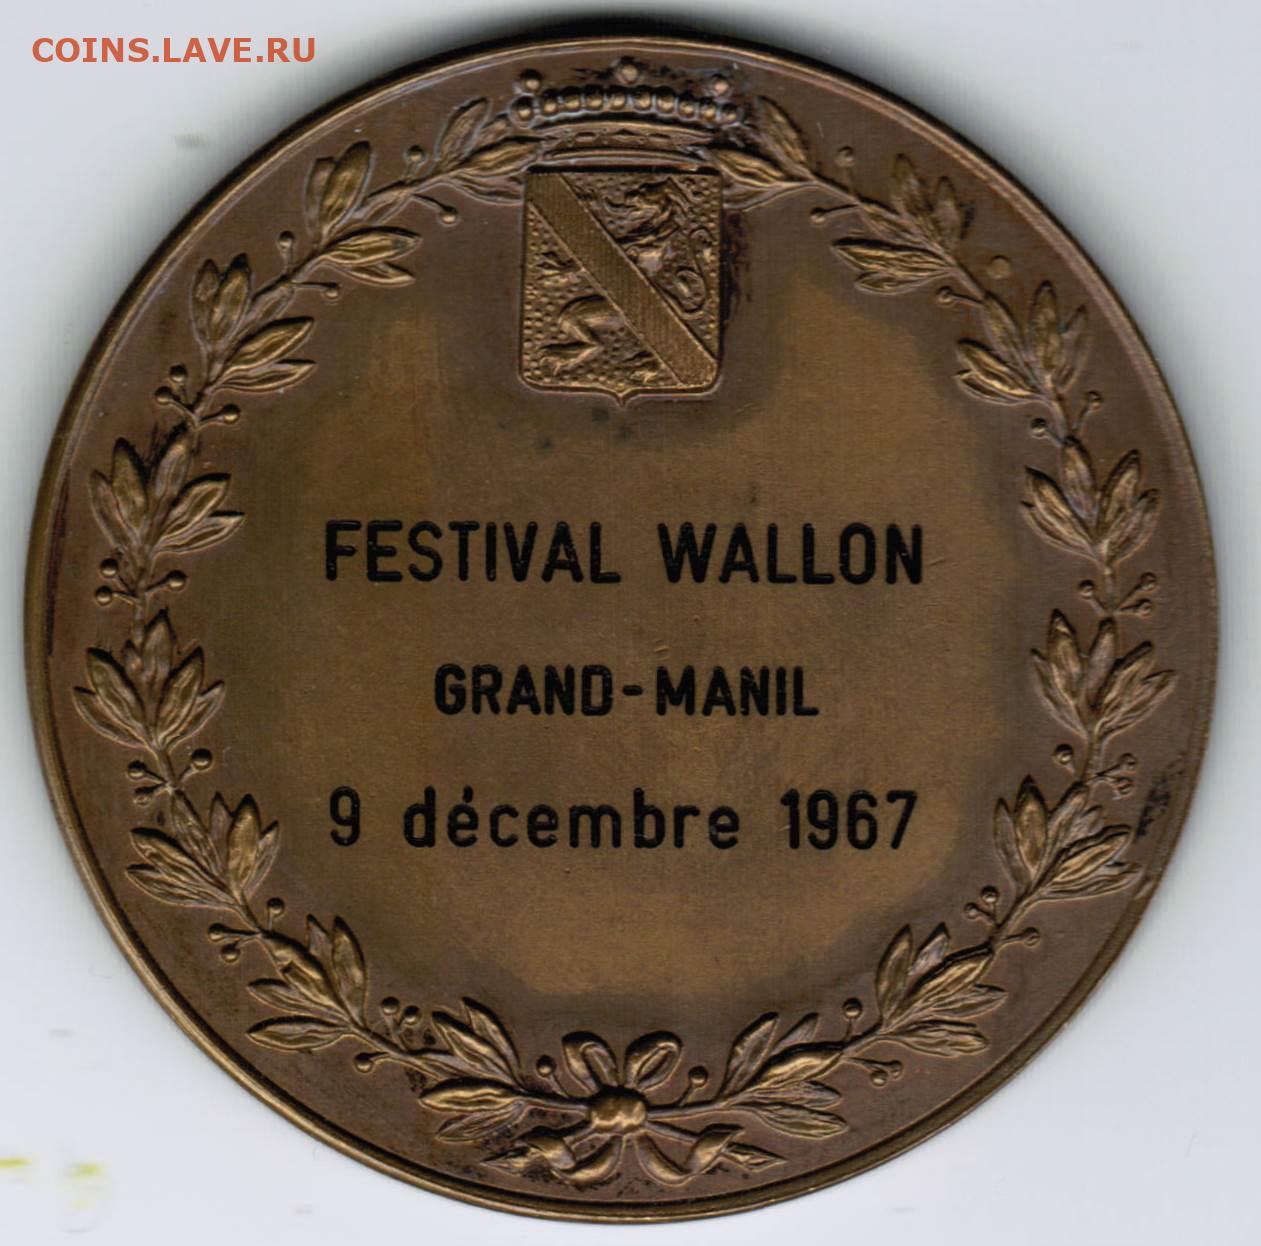 COINS.LAVE.RU
FESTIVAL WALLON
GRAND-MANIL
9 décembre 1967